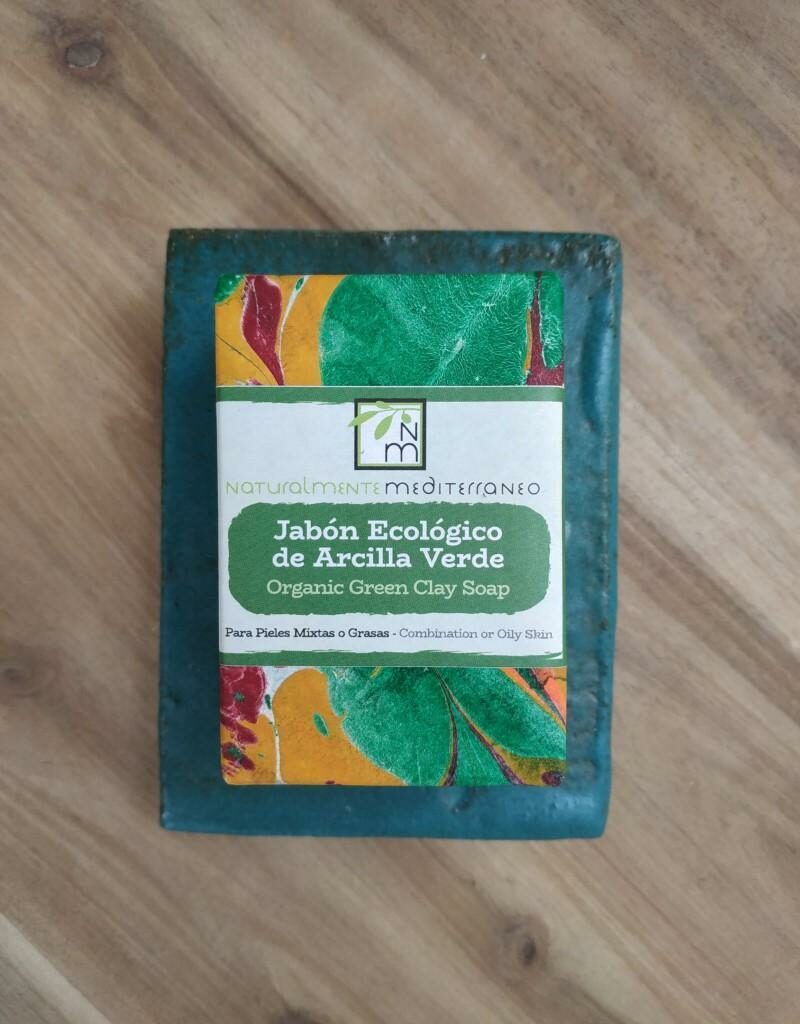 N
M
NATURALMENTE MEDITERRANEO
Jabón Ecológico
de Arcilla Verde
Organic Green Clay Soap
Para Pieles Mixtas o Grasas - Combination or Oily Skin